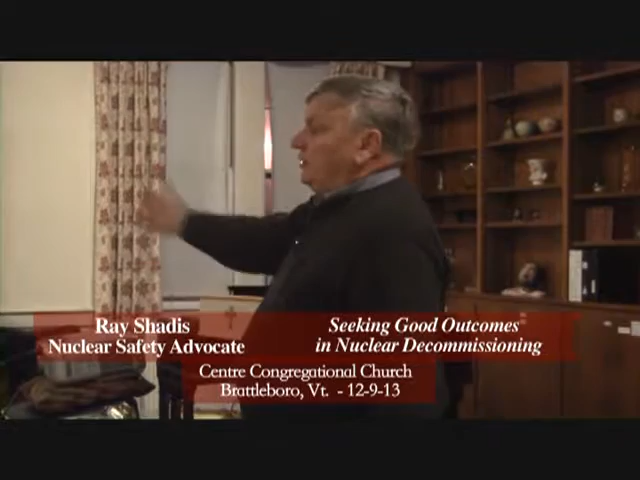 Ray Shadis
Nuclear Safety Advocate
Seeking Good Outcomes
in Nuclear Decommissioning
Centre Congregational Church
Brattleboro, Vt. - 12-9-13